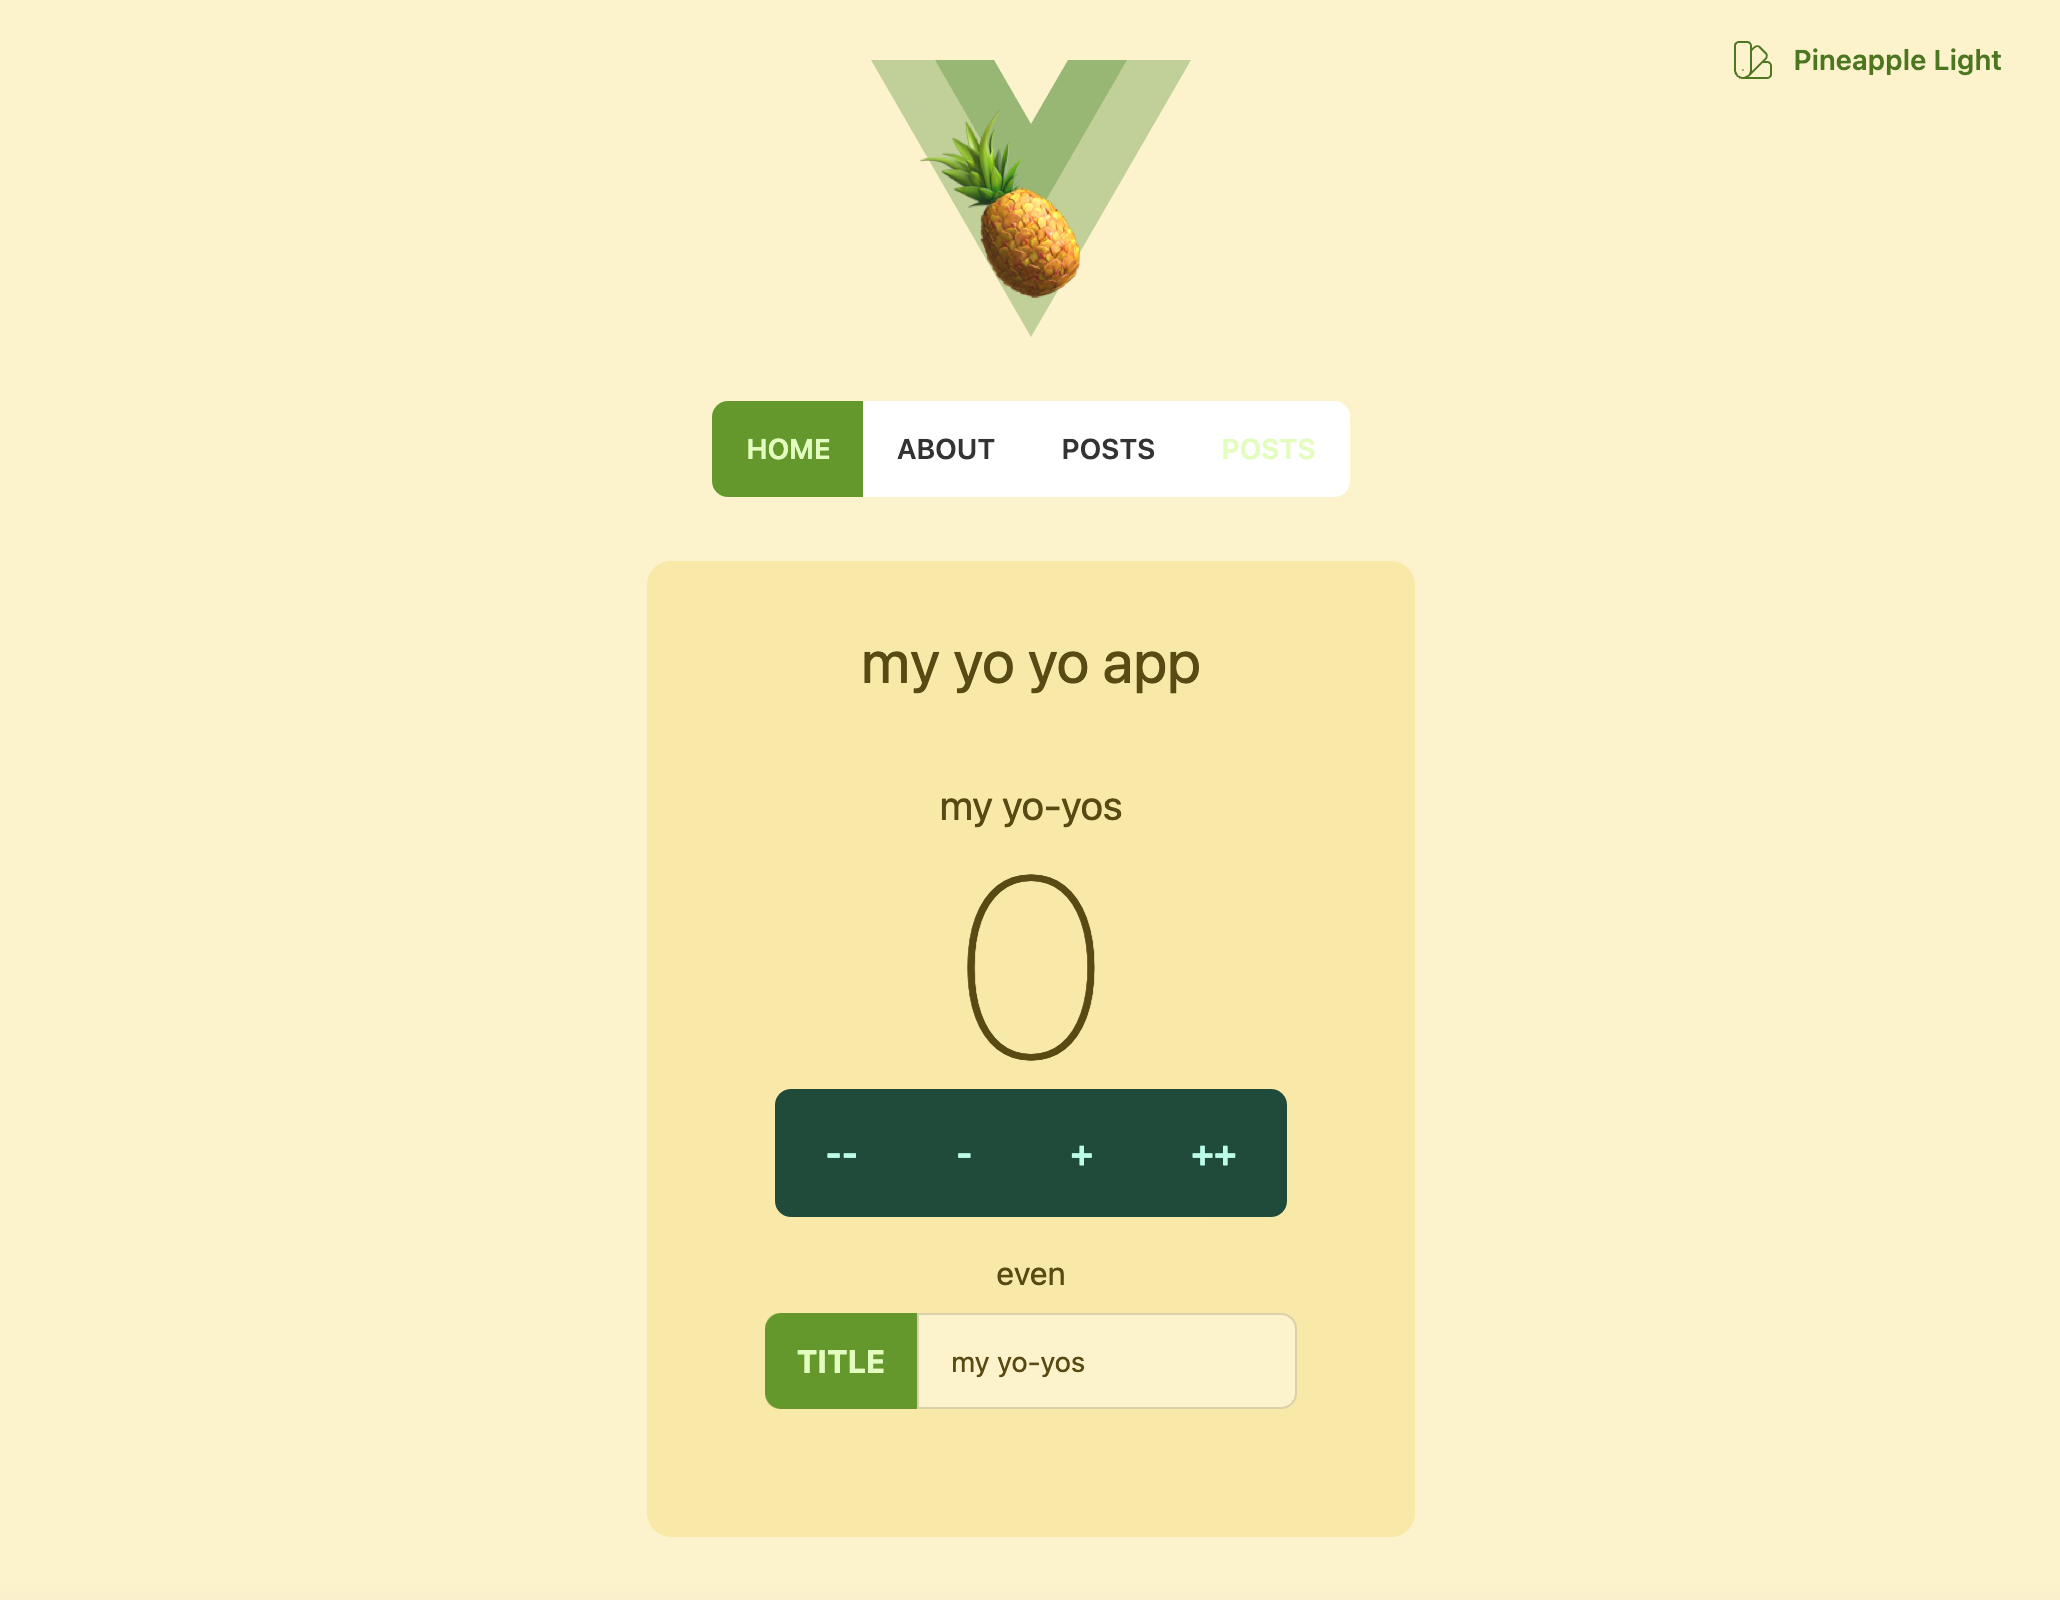 Pineapple Light
HOME ABOUT POSTS POSTS
my yo yo app
my yo-yos
0
-- - + ++
even
TITLE my yo-yos